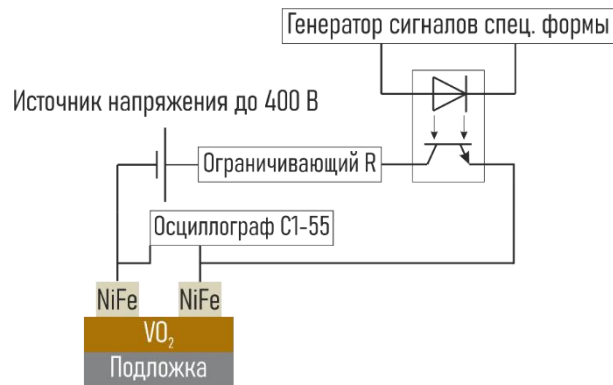 Генератор сигналов спец. формы
Источник напряжения до 400 В
Ограничивающий R
Осциллограф С1-55
NiFe NiFe
VO₂
Подложка